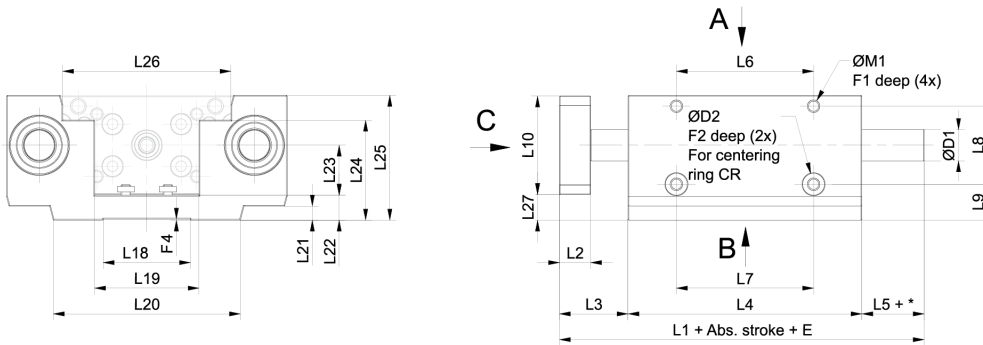 L26
F4
L18
L19
L20
L21
L22
L23
L24
L25
A
L6
ØM1
F1 deep (4x)
C
L10
L27
ØD2
F2 deep (2x)
For centering
ring CR
ØD1
L8
L9
B
L2
L7
L3
L4
L5 + *
L1 + Abs. stroke + E